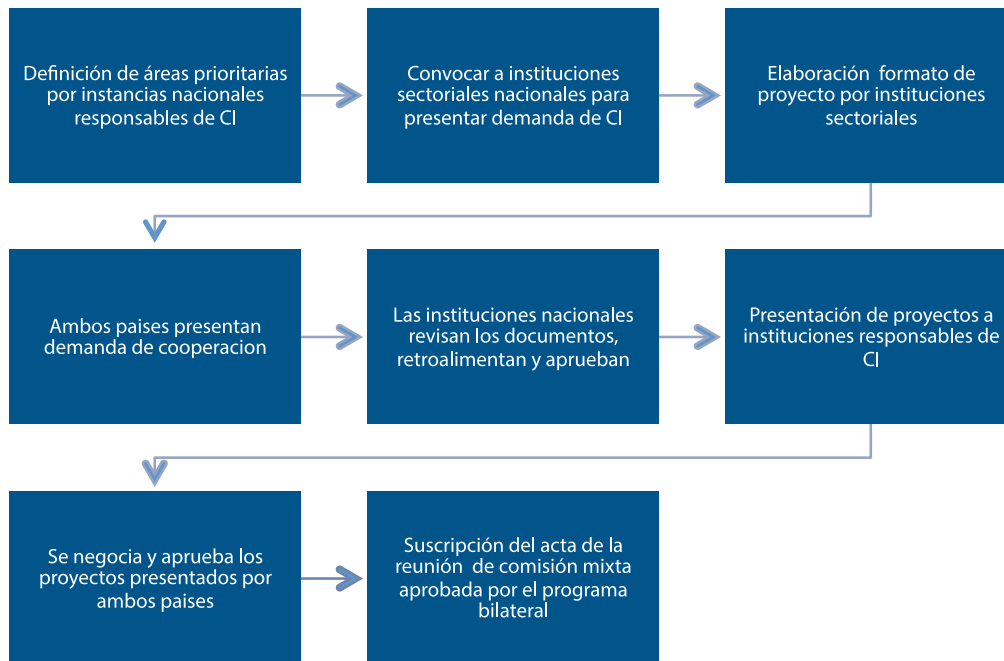 Definición de áreas prioritarias
por instancias nacionales
responsables de CI
Convocar a instituciones
sectoriales nacionales para
presentar demanda de CI
Elaboración formato de
proyecto por instituciones
sectoriales
Ambos paises presentan
demanda de cooperacion
Las instituciones nacionales
revisan los documentos,
retroalimentan y aprueban
Presentación de proyectos a
instituciones responsables de
CI
Se negocia y aprueba los
proyectos presentados por
ambos paises
Suscripción del acta de la
reunión de comisión mixta
aprobada por el programa
bilateral